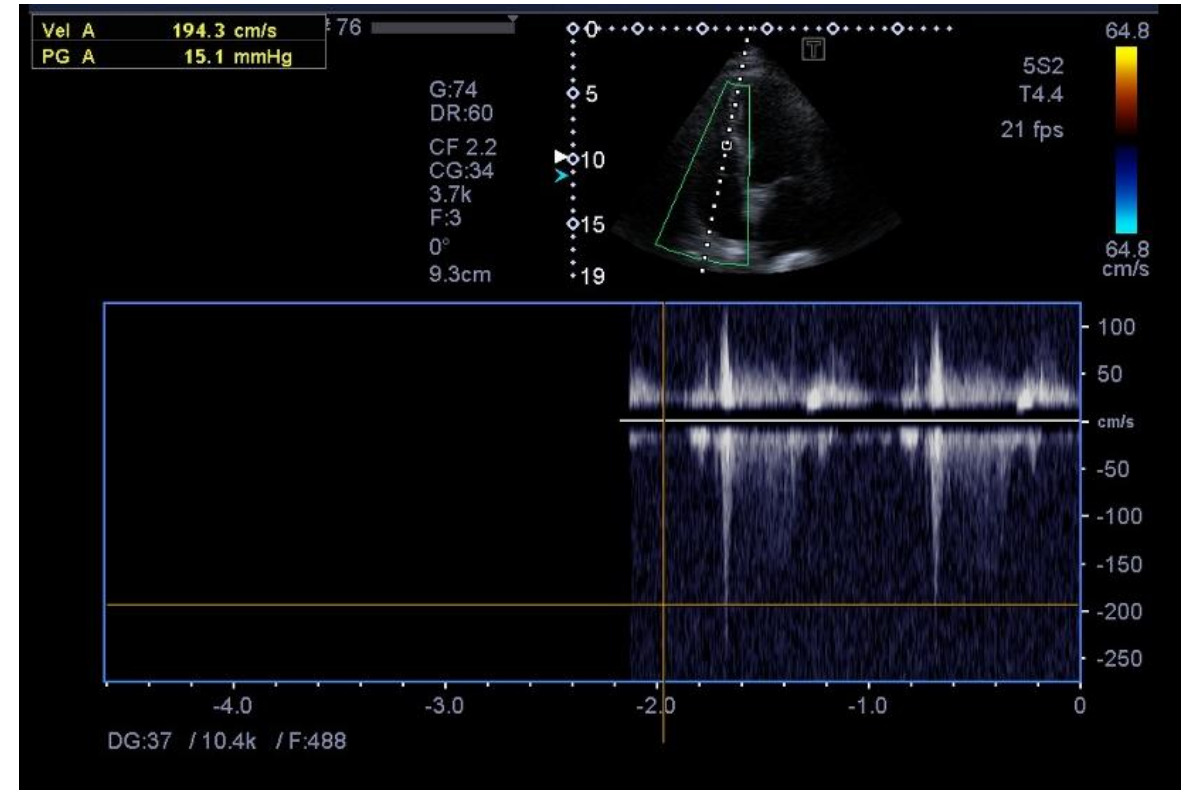 Vel A 194.3 cm/s
PG A 15.1 mmHg
76
0
64.8
5S2
T4.4
21 fps
G:74
DR:60
5
CF 2.2
CG:34
3.7k
F:3
0°
9.3cm
10
15
19
64.8
cm/s
100
50
cm/s
-50
-100
-150
-200
-250
-4.0 -3.0 -2.0 -1.0 0
DG:37 / 10.4k / F:488
T